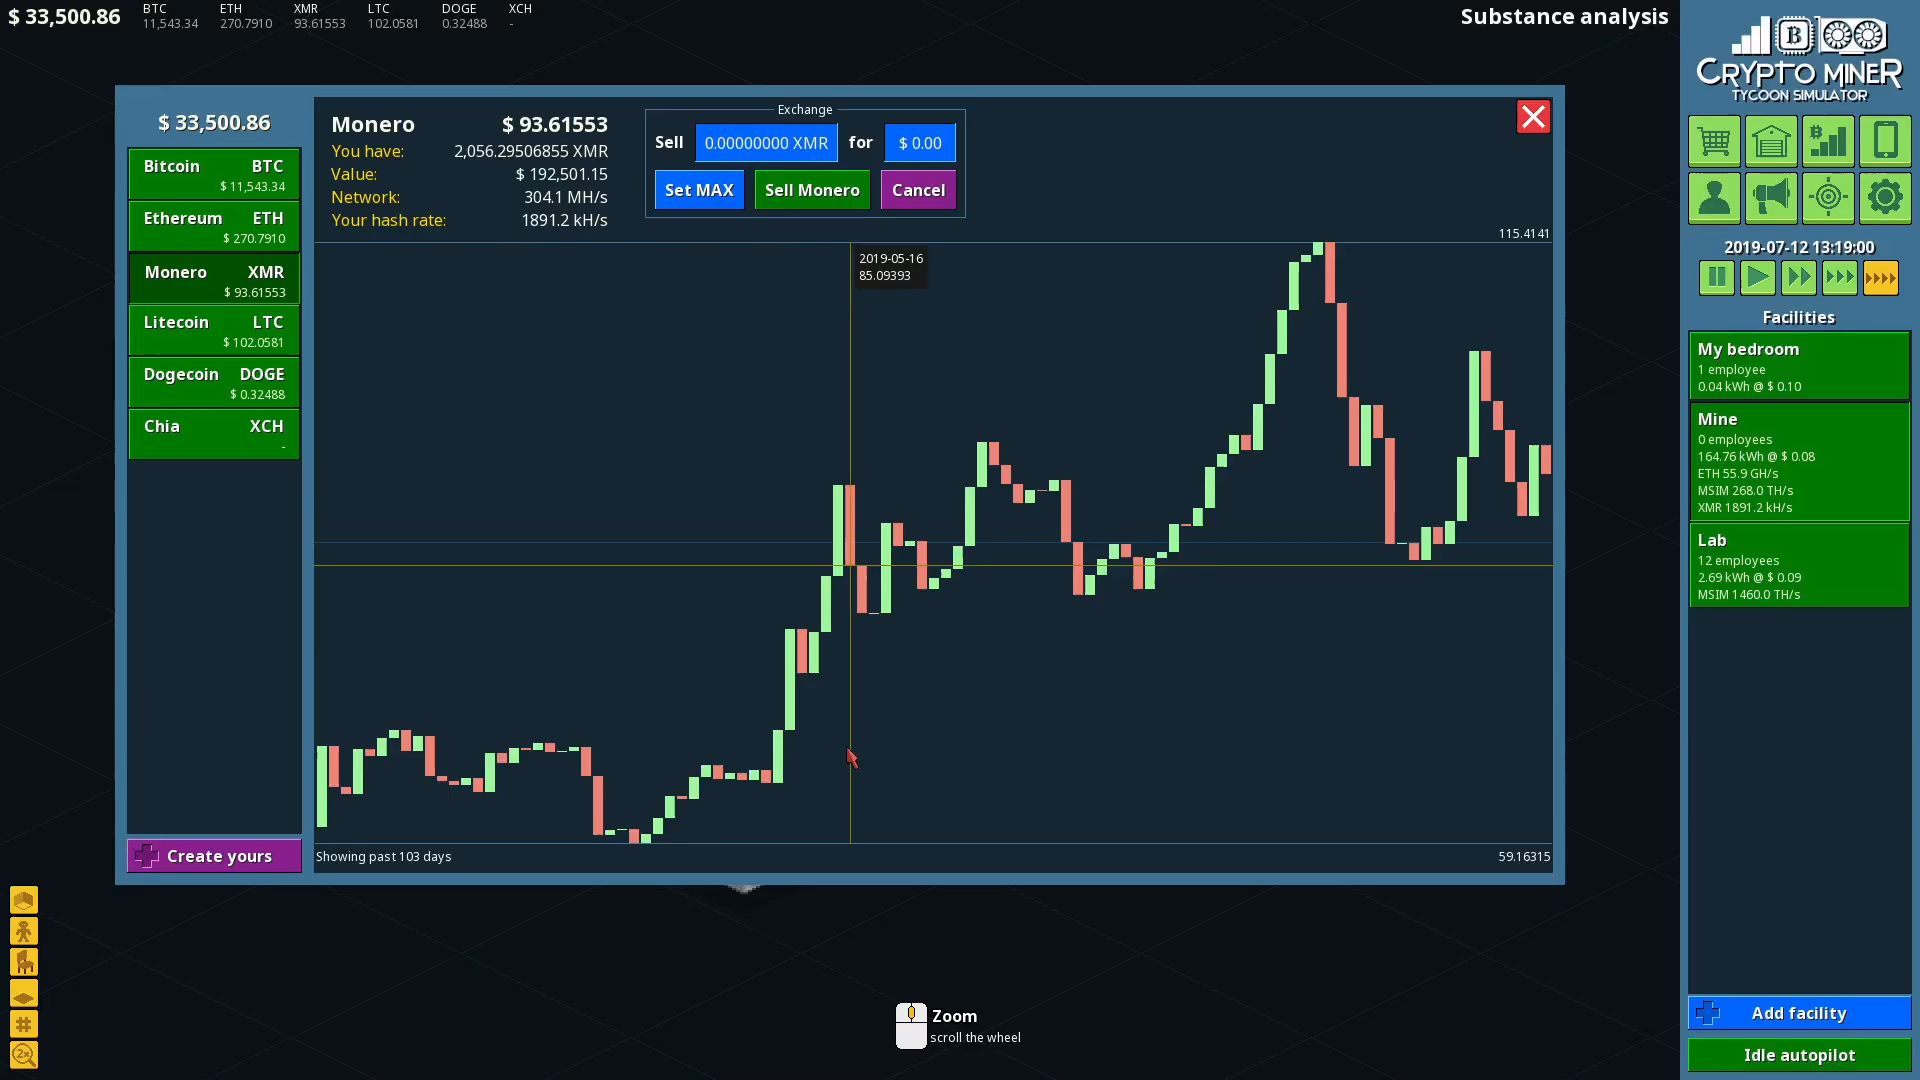 $ 33,500.86
BTC
11,543.34
ETH
270.7910
XMR
93.61553
LTC
102.0581
DOGE
0.32488
XCH
-
Substance analysis
$ 33,500.86
Bitcoin BTC
$ 11,543.34
Ethereum ETH
$ 270.7910
Monero XMR
$ 93.61553
Litecoin LTC
$ 102.0581
Dogecoin DOGE
$ 0.32488
Chia XCH
-
Create yours
Monero $ 93.61553
You have: 2,056.29506855 XMR
Value: $ 192,501.15
Network: 304.1 MH/s
Your hash rate: 1891.2 kH/s
Exchange
Sell 0.00000000 XMR for $ 0.00
Set MAX Sell Monero Cancel
115.4141
2019-05-16
85.09393
Showing past 103 days
59.16315
Zoom
scroll the wheel
CRYPTO MINER
TYCOON SIMULATOR
2019-07-12 13:19:00
Facilities
My bedroom
1 employee
0.04 kWh @ $ 0.10
Mine
0 employees
164.76 kWh @ $ 0.08
ETH 55.9 GH/s
MSIM 268.0 TH/s
XMR 1891.2 kH/s
Lab
12 employees
2.69 kWh @ $ 0.09
MSIM 1460.0 TH/s
Add facility
Idle autopilot
2x